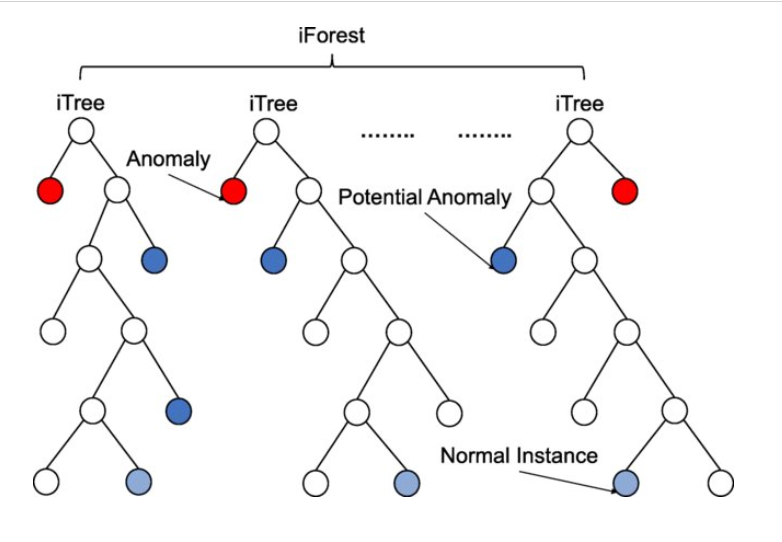 iForest
iTree
iTree
........
........
iTree
Anomaly
Potential Anomaly
Normal Instance